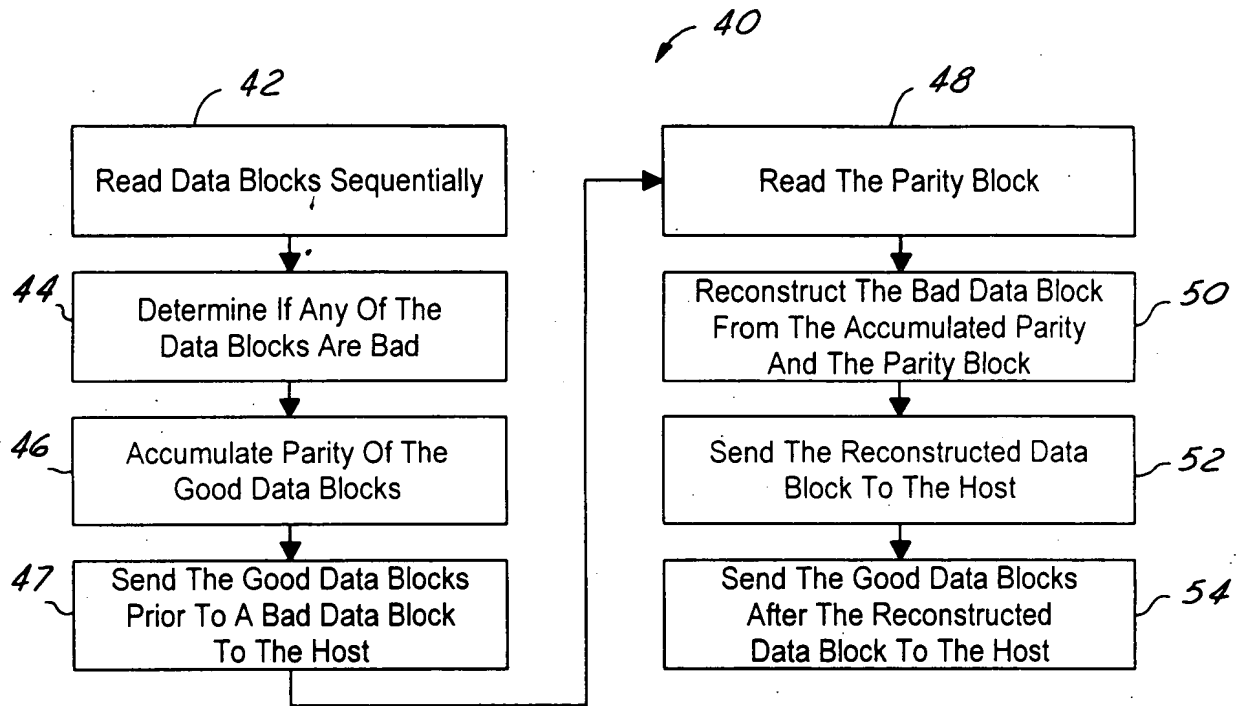 40
42
Read Data Blocks Sequentially
44
Determine If Any Of The
Data Blocks Are Bad
46
Accumulate Parity Of The
Good Data Blocks
47
Send The Good Data Blocks
Prior To A Bad Data Block
To The Host
48
Read The Parity Block
Reconstruct The Bad Data Block
From The Accumulated Parity
And The Parity Block
50
Send The Reconstructed Data
Block To The Host
52
Send The Good Data Blocks
After The Reconstructed
Data Block To The Host
54